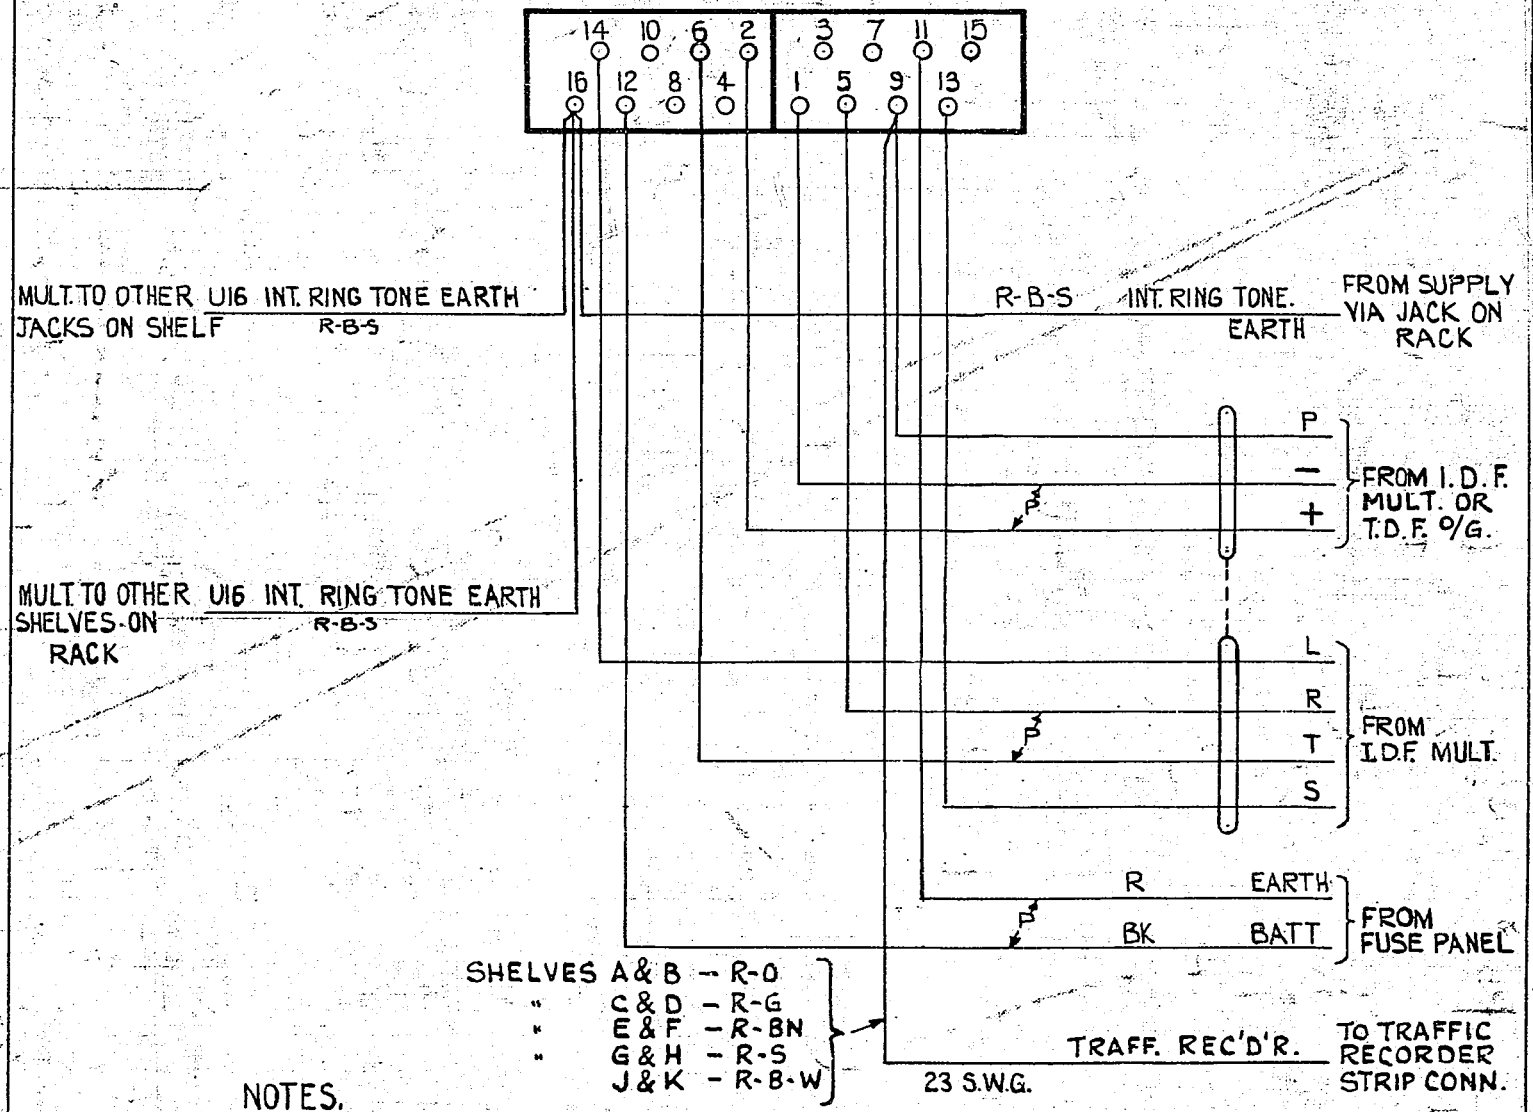 14 10 6 2 3 7 11 15
16 12 8 4 1 5 9 13
MULT. TO OTHER U16 INT. RING TONE EARTH
JACKS ON SHELF R-B-S
R-B-S INT. RING TONE.
EARTH
FROM SUPPLY
VIA JACK ON
RACK
P
-
P
+
FROM I.D.F.
MULT. OR
T.D.F. O/G.
MULT. TO OTHER U16 INT. RING TONE EARTH
SHELVES ON R-B-S
RACK
L
R
P
T
S
FROM
I.D.F. MULT.
R EARTH
P
BK BATT
FROM
FUSE PANEL
SHELVES A & B - R-O
" C & D - R-G
" E & F - R-BN
" G & H - R-S
J & K - R-B-W
TRAFF. REC'D'R.
23 S.W.G.
TO TRAFFIC
RECORDER
STRIP CONN.
NOTES.